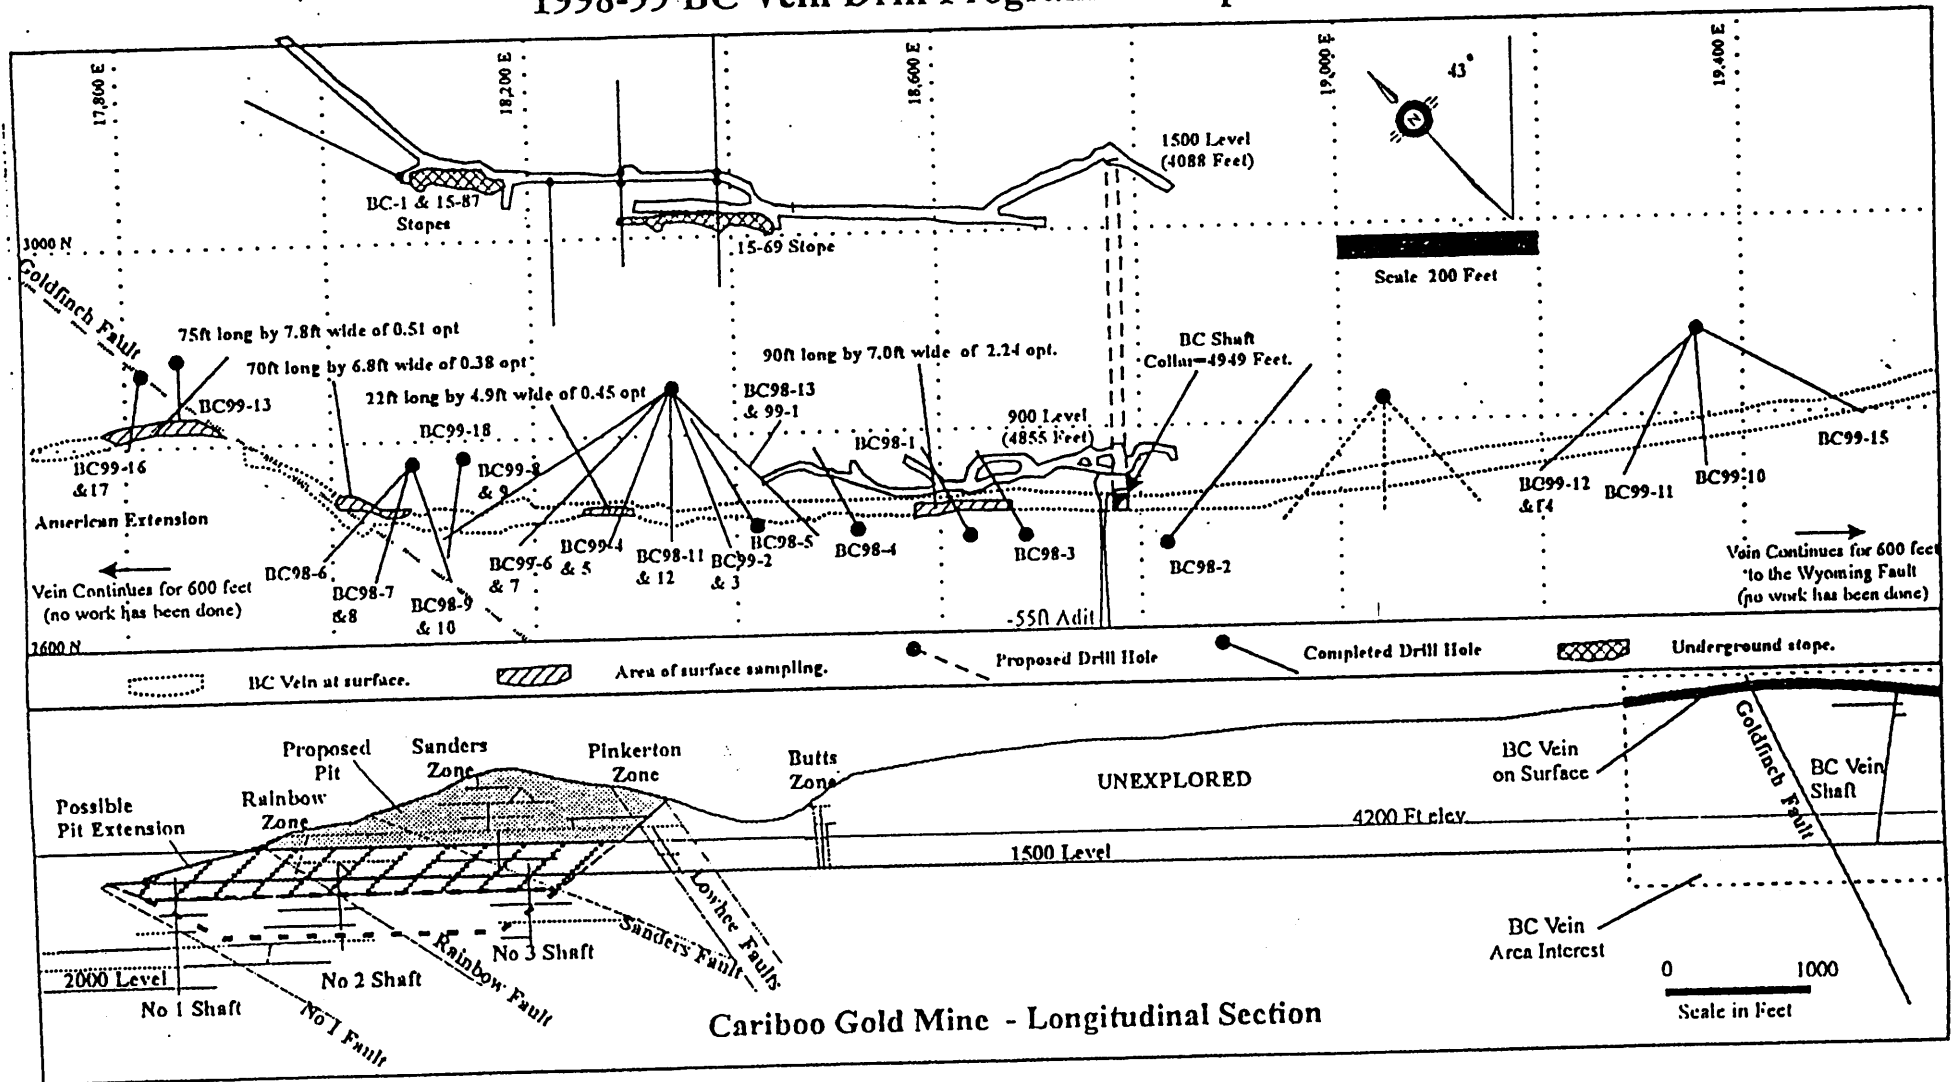 1998-99 BC Vein Drill Program
17,800 E
18,200 E
18,600 E
19,000 E
19,400 E
43°
N
1500 Level
(4088 Feet)
BC-1 & 15-87
Stopes
15-69 Stope
3000 N
Scale 200 Feet
Goldfinch Fault
75ft long by 7.8ft wide of 0.51 opt
70ft long by 6.8ft wide of 0.38 opt
22ft long by 4.9ft wide of 0.45 opt
90ft long by 7.0ft wide of 2.24 opt.
BC Shaft
Collar=4949 Feet.
BC99-13
BC99-18
BC98-13
& 99-1
900 Level
(4855 Feet)
BC98-1
BC99-16
&17
BC99-8
& 9
BC99-15
American Extension
BC99-12
&14
BC99-11
BC99-10
BC98-6
BC98-7
&8
BC98-9
& 10
BC99-6
& 7
BC99-4
& 5
BC98-11
& 12
BC99-2
& 3
BC98-5
BC98-4
BC98-3
BC98-2
Vein Continues for 600 feet
(no work has been done)
Vein Continues for 600 feet
to the Wyoming Fault
(no work has been done)
-55ft Adit
2600 N
BC Vein at surface.
Area of surface sampling.
Proposed Drill Hole
Completed Drill Hole
Underground stope.
Possible
Pit Extension
Rainbow
Zone
Proposed
Pit
Sanders
Zone
Pinkerton
Zone
Butts
Zone
UNEXPLORED
BC Vein
on Surface
Goldfinch Fault
BC Vein
Shaft
4200 Ft elev
1500 Level
2000 Level
No 1 Shaft
No 1 Fault
No 2 Shaft
Rainbow Fault
No 3 Shaft
Sanders Fault
Lowhee Faults
BC Vein
Area Interest
0 1000
Scale in Feet
Cariboo Gold Mine - Longitudinal Section